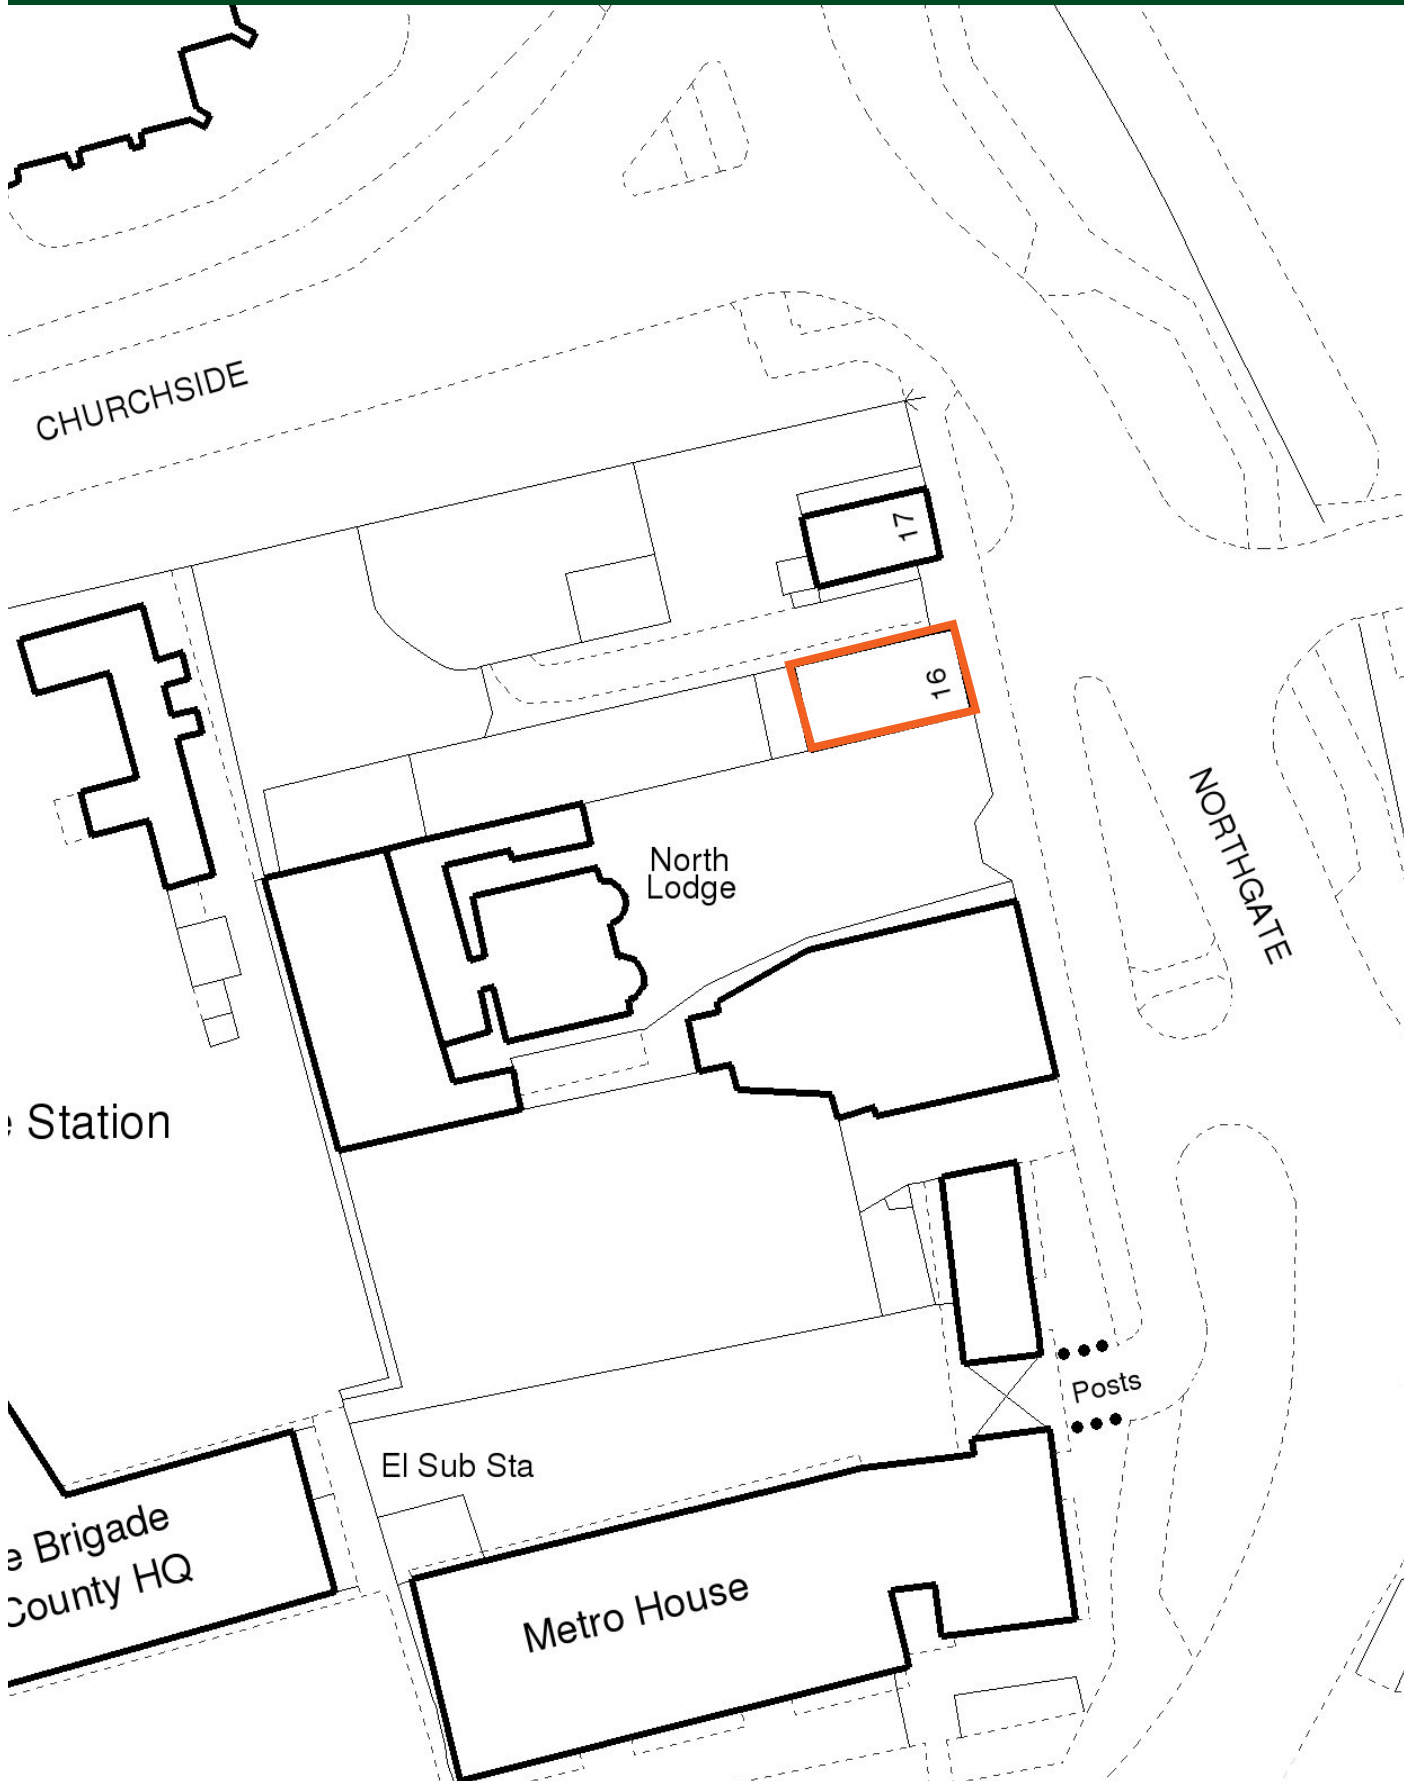 CHURCHSIDE
17
16
NORTHGATE
North
Lodge
Station
Posts
El Sub Sta
e Brigade
County HQ
Metro House